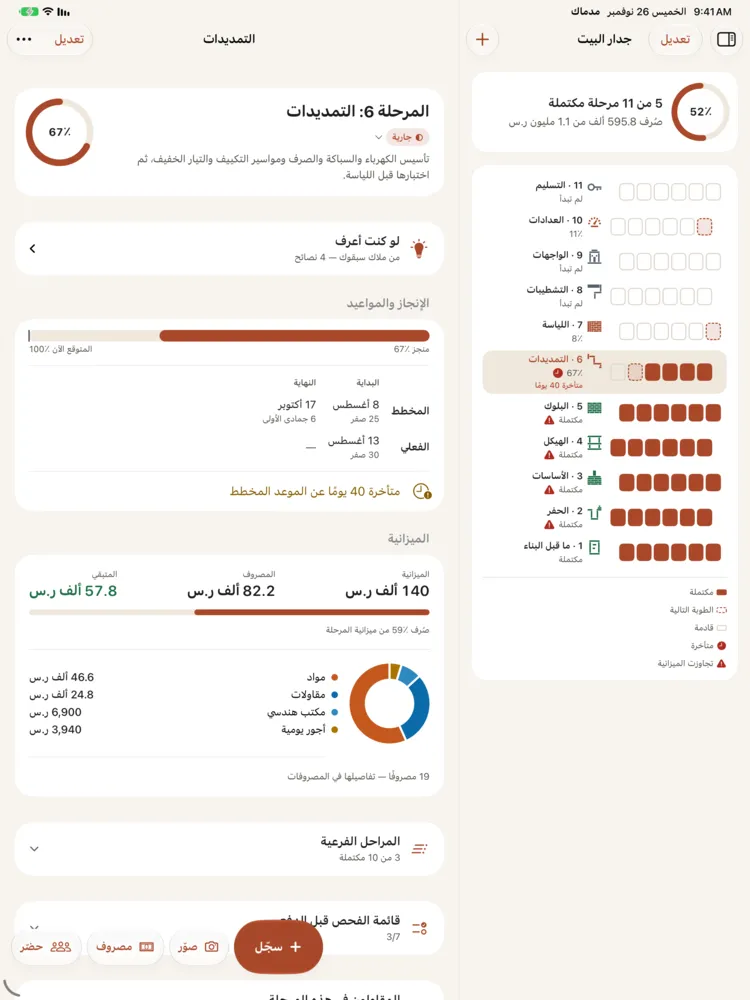 9:41 AM الخميس 26 نوفمبر مدماك
جدار البيت
تعديل
52٪
5 من 11 مرحلة مكتملة
صُرف 595.8 ألف من 1.1 مليون ر.س
11 · التسليم
لم تبدأ
10 · العدادات
11٪
9 · الواجهات
لم تبدأ
8 · التشطيبات
لم تبدأ
7 · اللياسة
8٪
6 · التمديدات
67٪
متأخرة 40 يومًا
5 · البلوك
مكتملة
4 · الهيكل
مكتملة
3 · الأساسات
مكتملة
2 · الحفر
مكتملة
1 · ما قبل البناء
مكتملة
مكتملة
الطوبة التالية
قادمة
متأخرة
تجاوزت الميزانية
التمديدات
تعديل
المرحلة 6: التمديدات
جارية
67٪
تأسيس الكهرباء والسباكة والصرف ومواسير التكييف والتيار الخفيف، ثم
اختبارها قبل اللياسة.
لو كنت أعرف
من ملاك سبقوك — 4 نصائح
الإنجاز والمواعيد
منجز 67٪ المتوقع الآن 100٪
البداية النهاية
المخطط 8 أغسطس 17 أكتوبر
25 صفر 6 جمادى الأولى
الفعلي 13 أغسطس —
30 صفر
متأخرة 40 يومًا عن الموعد المخطط
الميزانية
الميزانية المصروف المتبقي
140 ألف ر.س 82.2 ألف ر.س 57.8 ألف ر.س
صُرف 59٪ من ميزانية المرحلة
مواد 46.6 ألف ر.س
مقاولات 24.8 ألف ر.س
مكتب هندسي 6,900 ر.س
أجور يومية 3,940 ر.س
19 مصروفًا — تفاصيلها في المصروفات
المراحل الفرعية
3 من 10 مكتملة
قائمة الفحص قبل الدفع
3/7
سجّل
صوّر
مصروف
حضر